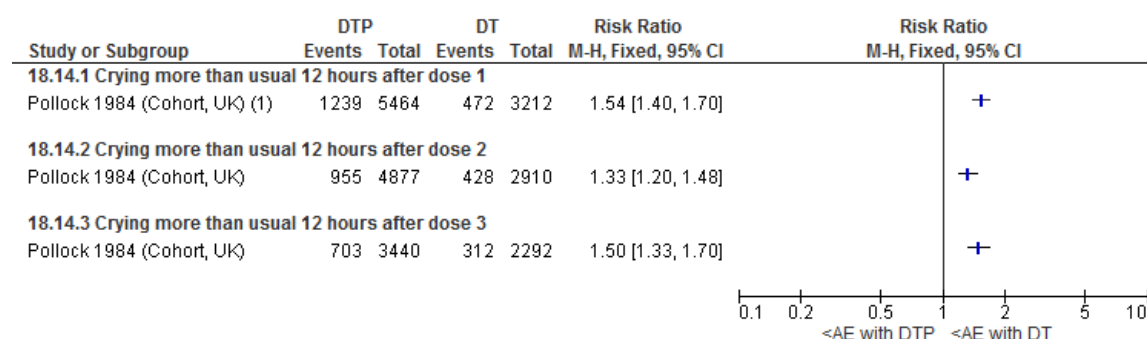 DTP DT Risk Ratio Risk Ratio
Study or Subgroup Events Total Events Total M-H, Fixed, 95% CI M-H, Fixed, 95% CI
18.14.1 Crying more than usual 12 hours after dose 1
Pollock 1984 (Cohort, UK) (1) 1239 5464 472 3212 1.54 [1.40, 1.70]
18.14.2 Crying more than usual 12 hours after dose 2
Pollock 1984 (Cohort, UK) 955 4877 428 2910 1.33 [1.20, 1.48]
18.14.3 Crying more than usual 12 hours after dose 3
Pollock 1984 (Cohort, UK) 703 3440 312 2292 1.50 [1.33, 1.70]
0.1 0.2 0.5 1 2 5 10
<AE with DTP <AE with DT